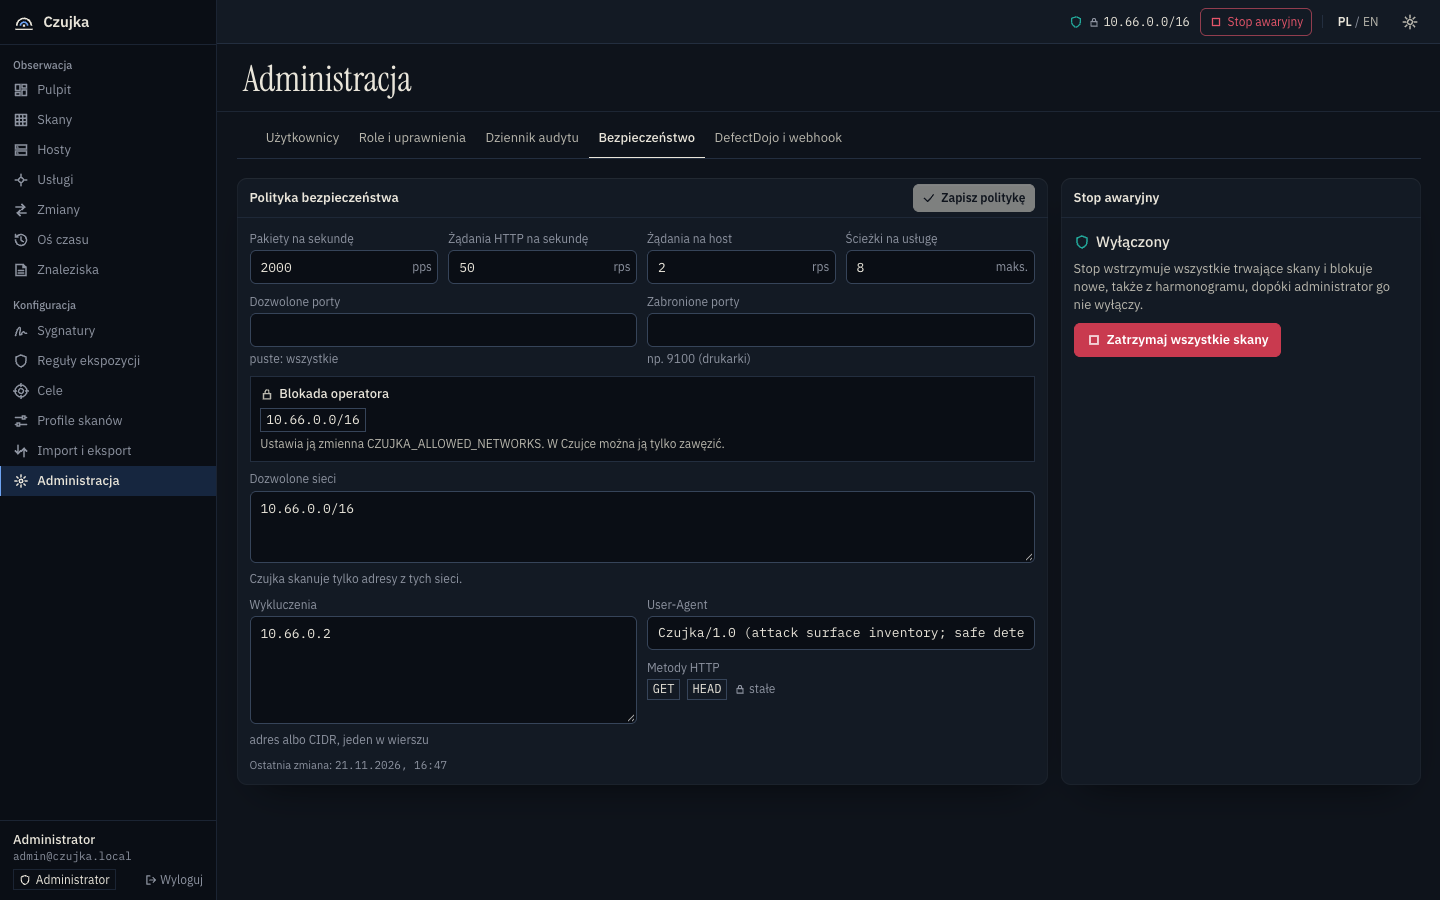 Czujka
10.66.0.0/16
Stop awaryjny
PL / EN
Obserwacja
Pulpit
Skany
Hosty
Usługi
Zmiany
Oś czasu
Znaleziska
Konfiguracja
Sygnatury
Reguły ekspozycji
Cele
Profile skanów
Import i eksport
Administracja
Administrator
admin@czujka.local
Administrator
Wyloguj
Administracja
Użytkownicy
Role i uprawnienia
Dziennik audytu
Bezpieczeństwo
DefectDojo i webhook
Polityka bezpieczeństwa
Zapisz politykę
Pakiety na sekundę
Żądania HTTP na sekundę
Żądania na host
Ścieżki na usługę
2000 pps
50 rps
2 rps
8 maks.
Dozwolone porty
Zabronione porty
puste: wszystkie
np. 9100 (drukarki)
Blokada operatora
10.66.0.0/16
Ustawia ją zmienna CZUJKA_ALLOWED_NETWORKS. W Czujce można ją tylko zawęzić.
Dozwolone sieci
10.66.0.0/16
Czujka skanuje tylko adresy z tych sieci.
Wykluczenia
User-Agent
10.66.0.2
Czujka/1.0 (attack surface inventory; safe dete
Metody HTTP
GET HEAD stałe
adres albo CIDR, jeden w wierszu
Ostatnia zmiana: 21.11.2026, 16:47
Stop awaryjny
Wyłączony
Stop wstrzymuje wszystkie trwające skany i blokuje
nowe, także z harmonogramu, dopóki administrator go
nie wyłączy.
Zatrzymaj wszystkie skany